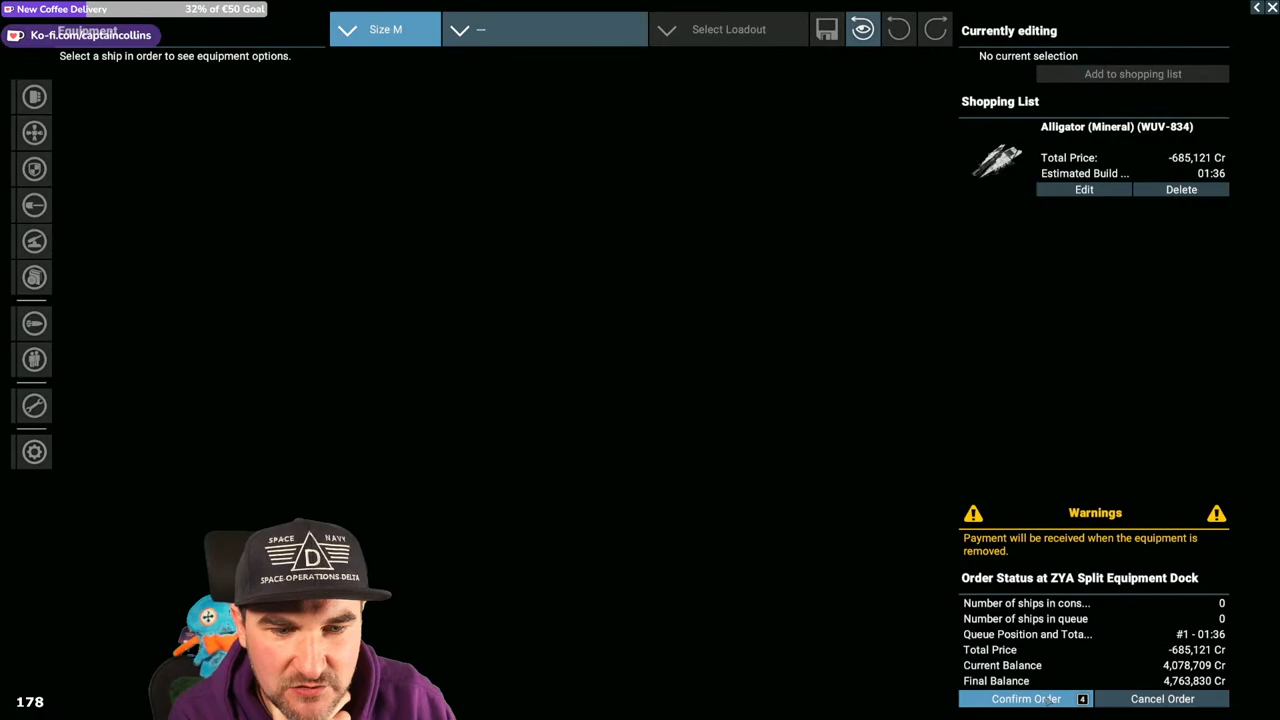 New Coffee Delivery 32% of €50 Goal
Ko-fi.com/captaincollins
Equipment
Select a ship in order to see equipment options.
Size M
—
Select Loadout
Currently editing
No current selection
Add to shopping list
Shopping List
Alligator (Mineral) (WUV-834)
Total Price: -685,121 Cr
Estimated Build ... 01:36
Edit Delete
SPACE NAVY
D
SPACE-OPERATIONS-DELTA
Warnings
Payment will be received when the equipment is
removed.
Order Status at ZYA Split Equipment Dock
Number of ships in cons... 0
Number of ships in queue 0
Queue Position and Tota... #1 - 01:36
Total Price -685,121 Cr
Current Balance 4,078,709 Cr
Final Balance 4,763,830 Cr
Confirm Order 4 Cancel Order
178